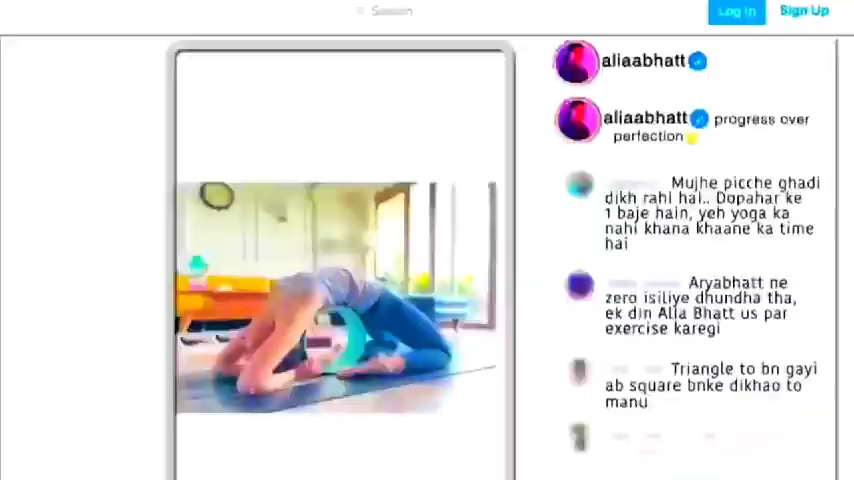 Search
Log In
Sign Up
aliaabhatt
aliaabhatt progress over
perfection
Mujhe picche ghadi
dikh rahi hai.. Dopahar ke
1 baje hain, yeh yoga ka
nahi khana khaane ka time
hai
Aryabhatt ne
zero isiliye dhundha tha,
ek din Alia Bhatt us par
exercise karegi
Triangle to bn gayi
ab square bnke dikhao to
manu